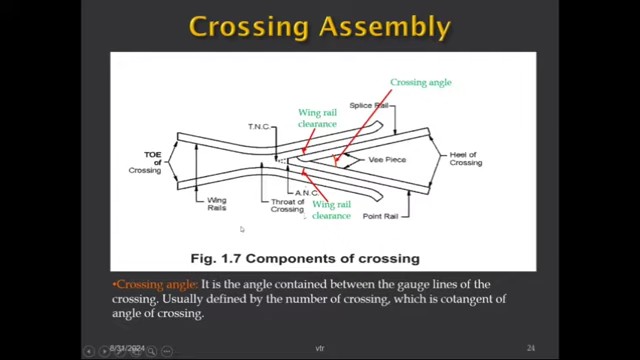 Crossing Assembly
Crossing angle
Wing rail
clearance
Splice Rail
T.N.C.
TOE
of
Crossing
Vee Piece
Heel of
Crossing
Wing
Rails
Throat of
Crossing
A.N.C.
Wing rail
clearance
Point Rail
Fig. 1.7 Components of crossing
•Crossing angle: It is the angle contained between the gauge lines of the
crossing. Usually defined by the number of crossing, which is cotangent of
angle of crossing.
8/31/2024
vtr
24